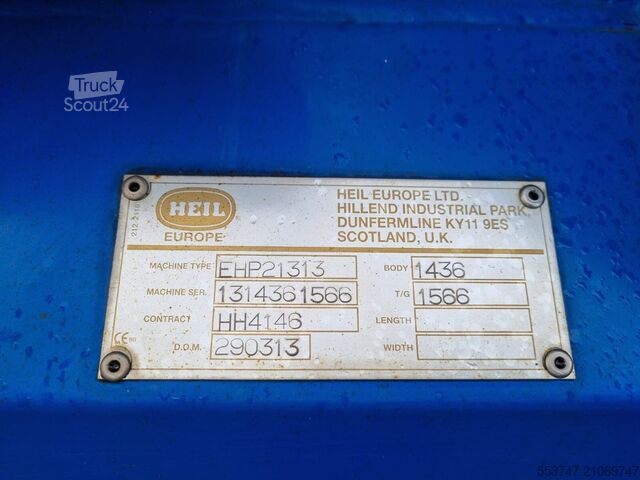 Truck
Scout24
HEIL
EUROPE
HEIL EUROPE LTD.
HILLEND INDUSTRIAL PARK,
DUNFERMLINE KY11 9ES
SCOTLAND, U.K.
MACHINE TYPE EHP21313
BODY 1436
MACHINE SER. 1314361566
T/G 1566
CONTRACT HH4146
LENGTH
D.O.M. 290313
WIDTH
CE
553747-21069747